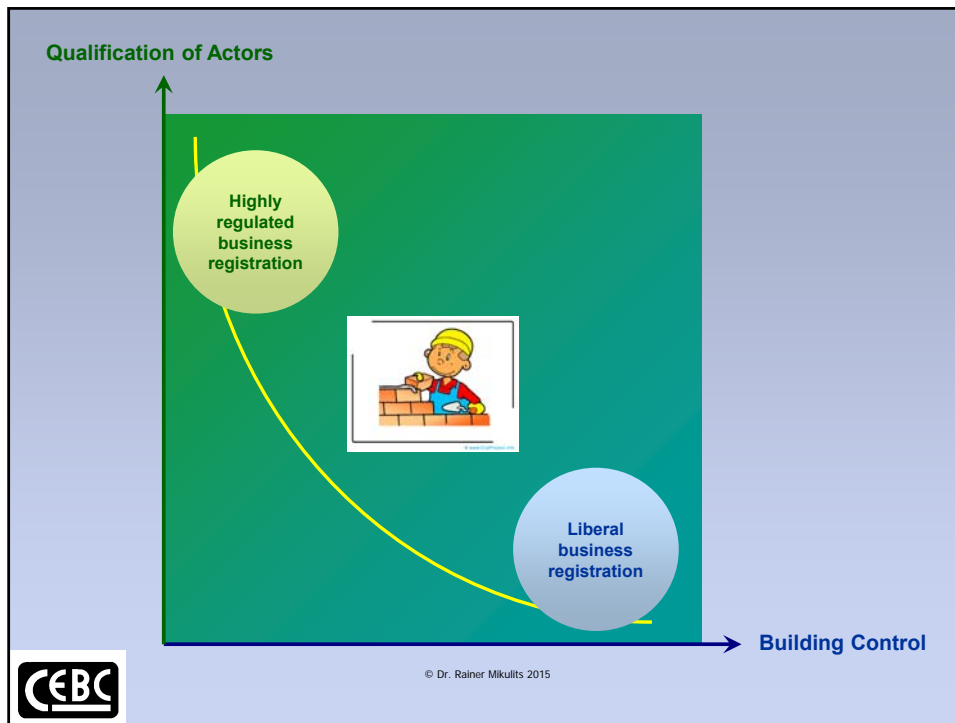 Qualification of Actors
Highly
regulated
business
registration
Liberal
business
registration
Building Control
© Dr. Rainer Mikulits 2015
CEBC